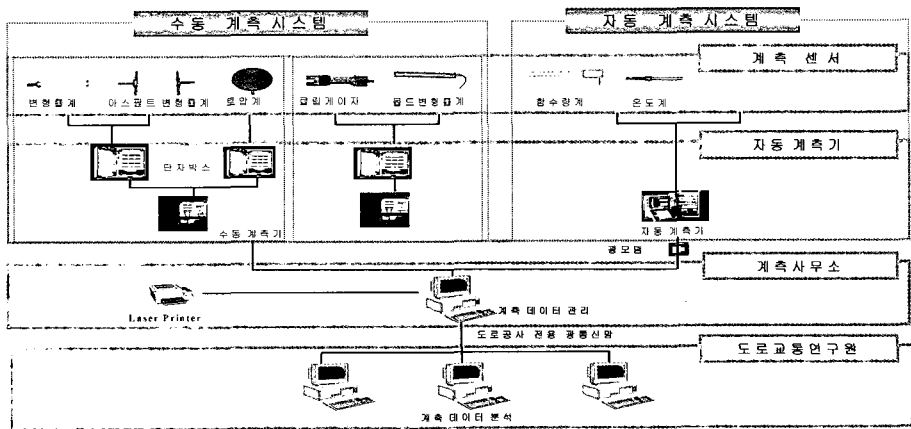 수동 계측 시스템
자동 계측 시스템
계측 센서
변형률계
아스팔트 변형률계
토압계
조립게이지
몰드변형률계
함수량계
온도계
자동 계측기
단자박스
수동 계측기
자동 계측기
광모뎀
계측사무소
Laser Printer
계측 데이터 관리
도로공사 전용 광통신망
도로교통연구원
계측 데이터 분석